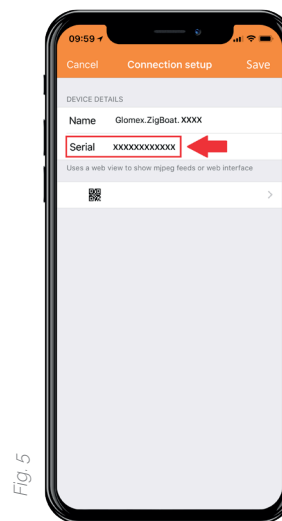 09:59
Cancel Connection setup Save
DEVICE DETAILS
Name Glomex.ZigBoat. XXXX
Serial xxxxxxxxxxxx
Uses a web view to show mjpeg feeds or web interface
Fig. 5